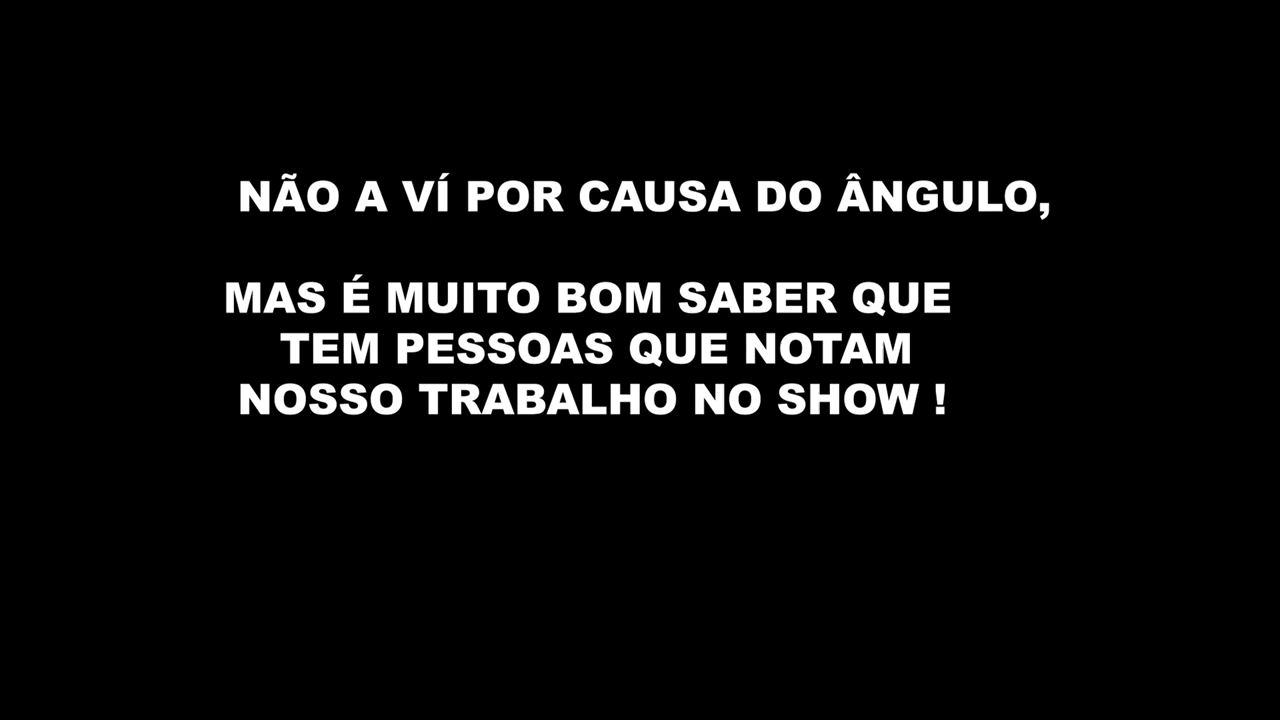 NÃO A VÍ POR CAUSA DO ÂNGULO,
MAS É MUITO BOM SABER QUE
TEM PESSOAS QUE NOTAM
NOSSO TRABALHO NO SHOW !